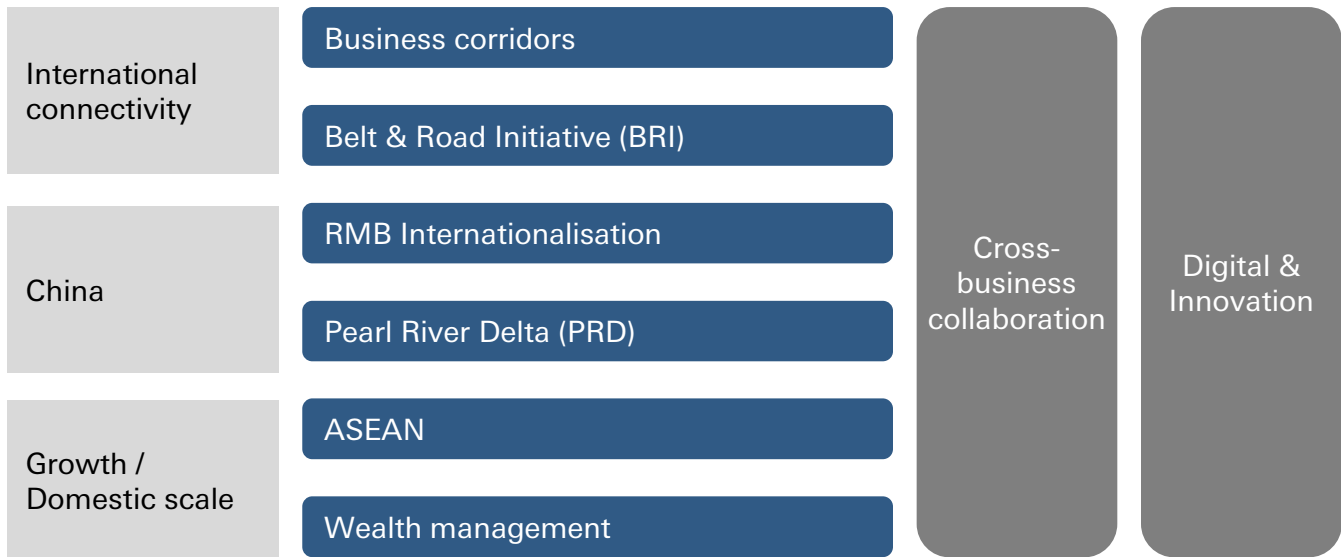 International
connectivity
Business corridors
Belt & Road Initiative (BRI)
China
RMB Internationalisation
Pearl River Delta (PRD)
Growth /
Domestic scale
ASEAN
Wealth management
Cross-
business
collaboration
Digital &
Innovation